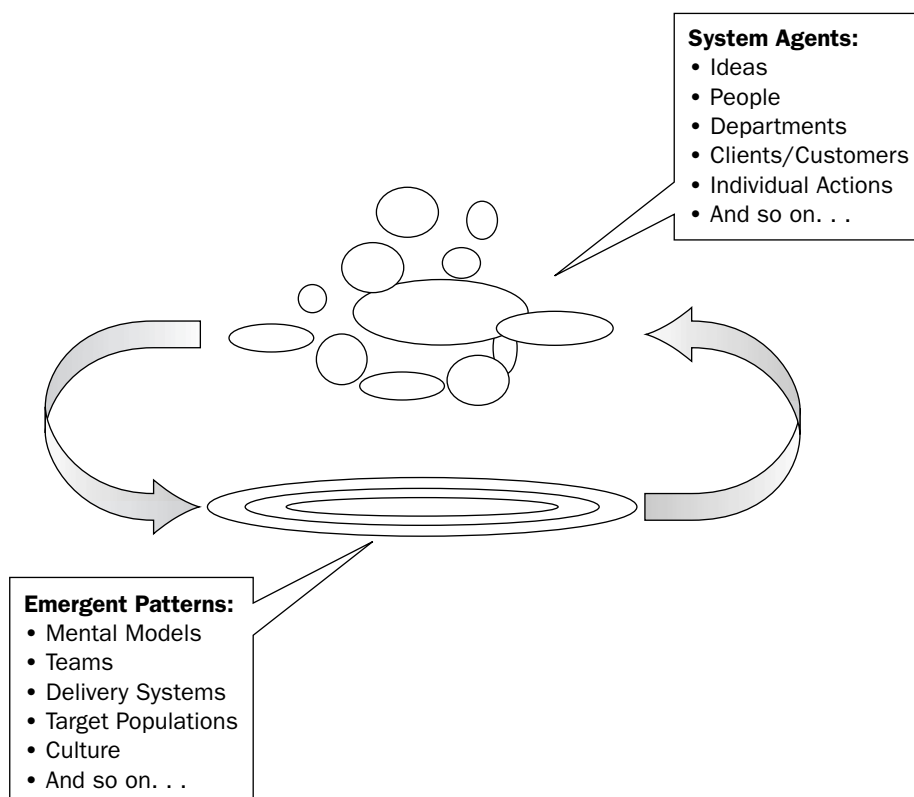 System Agents:
• Ideas
• People
• Departments
• Clients/Customers
• Individual Actions
• And so on. . .
Emergent Patterns:
• Mental Models
• Teams
• Delivery Systems
• Target Populations
• Culture
• And so on. . .